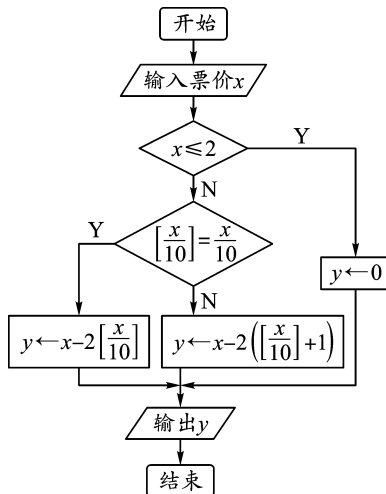 开始
输入票价x
x≤2
Y
N
[x/10]=x/10
Y
N
y←0
y←x-2[x/10]
y←x-2([x/10]+1)
输出y
结束